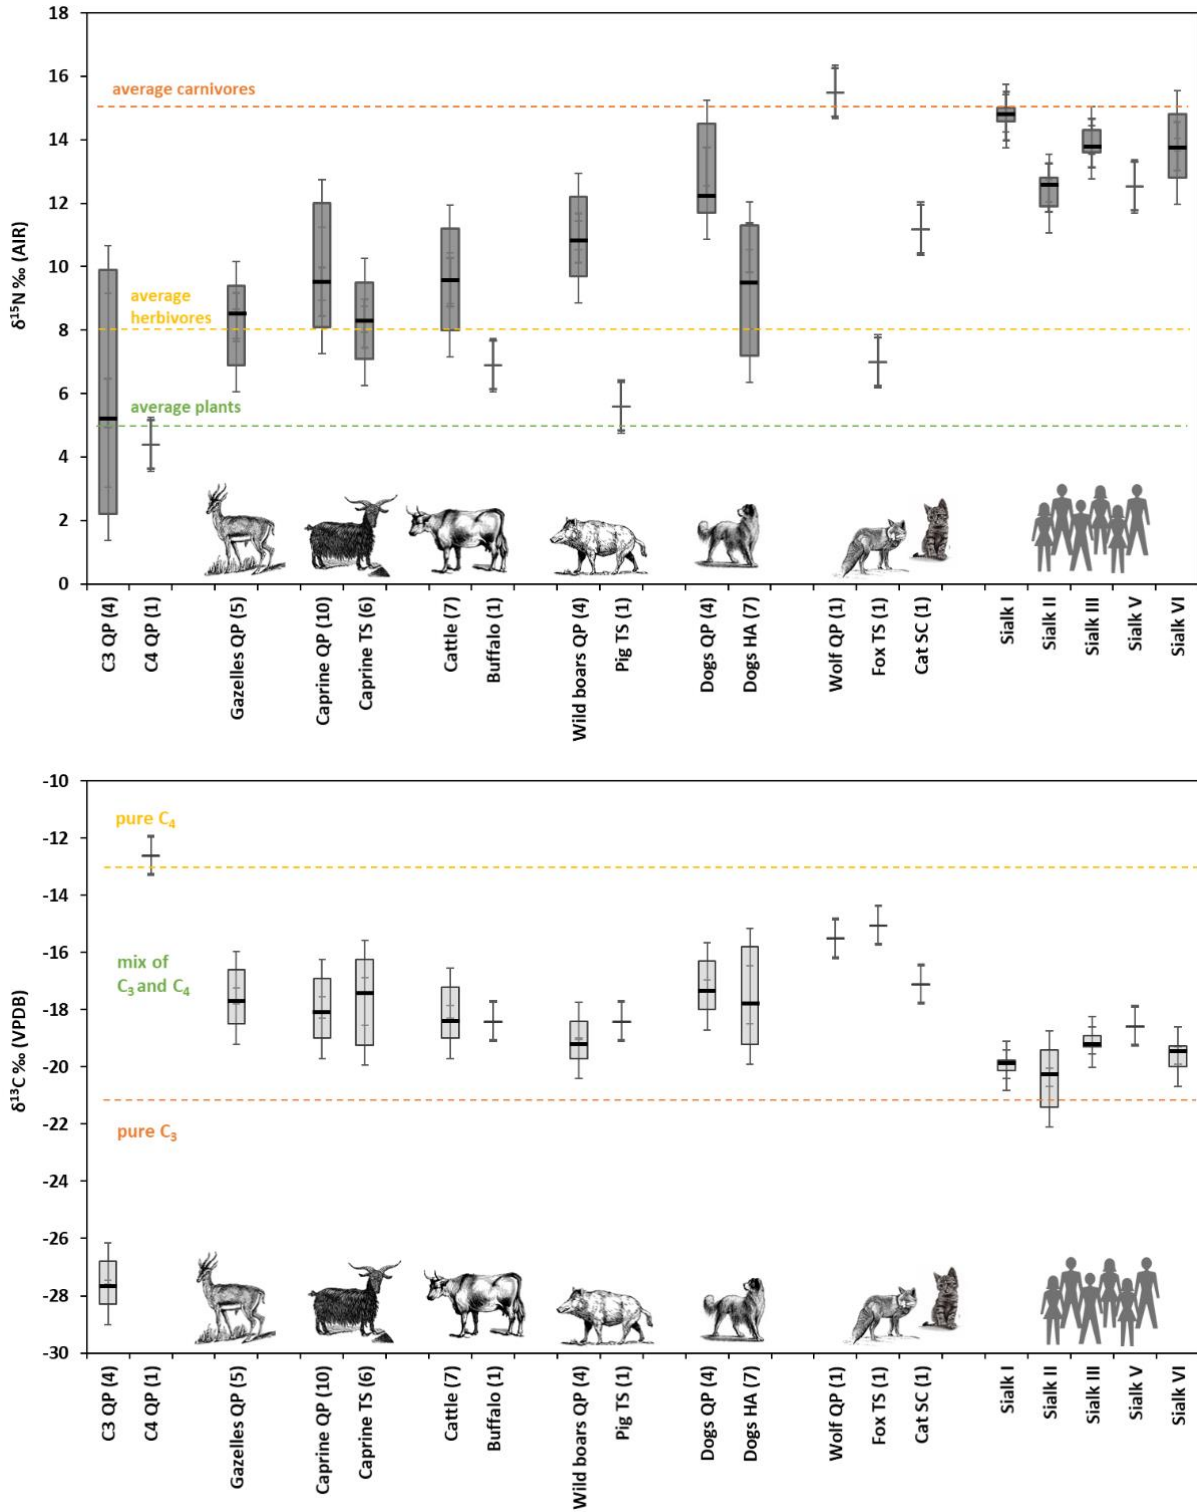 18
16
14
12
10
8
6
4
2
0
δ¹⁵N ‰ (AIR)
average carnivores
average
herbivores
average plants
C3 QP (4)
C4 QP (1)
Gazelles QP (5)
Caprine QP (10)
Caprine TS (6)
Cattle (7)
Buffalo (1)
Wild boars QP (4)
Pig TS (1)
Dogs QP (4)
Dogs HA (7)
Wolf QP (1)
Fox TS (1)
Cat SC (1)
Sialk I
Sialk II
Sialk III
Sialk V
Sialk VI
-10
-12
-14
-16
-18
-20
-22
-24
-26
-28
-30
δ¹³C ‰ (VPDB)
pure C₄
mix of
C₃ and C₄
pure C₃
C3 QP (4)
C4 QP (1)
Gazelles QP (5)
Caprine QP (10)
Caprine TS (6)
Cattle (7)
Buffalo (1)
Wild boars QP (4)
Pig TS (1)
Dogs QP (4)
Dogs HA (7)
Wolf QP (1)
Fox TS (1)
Cat SC (1)
Sialk I
Sialk II
Sialk III
Sialk V
Sialk VI